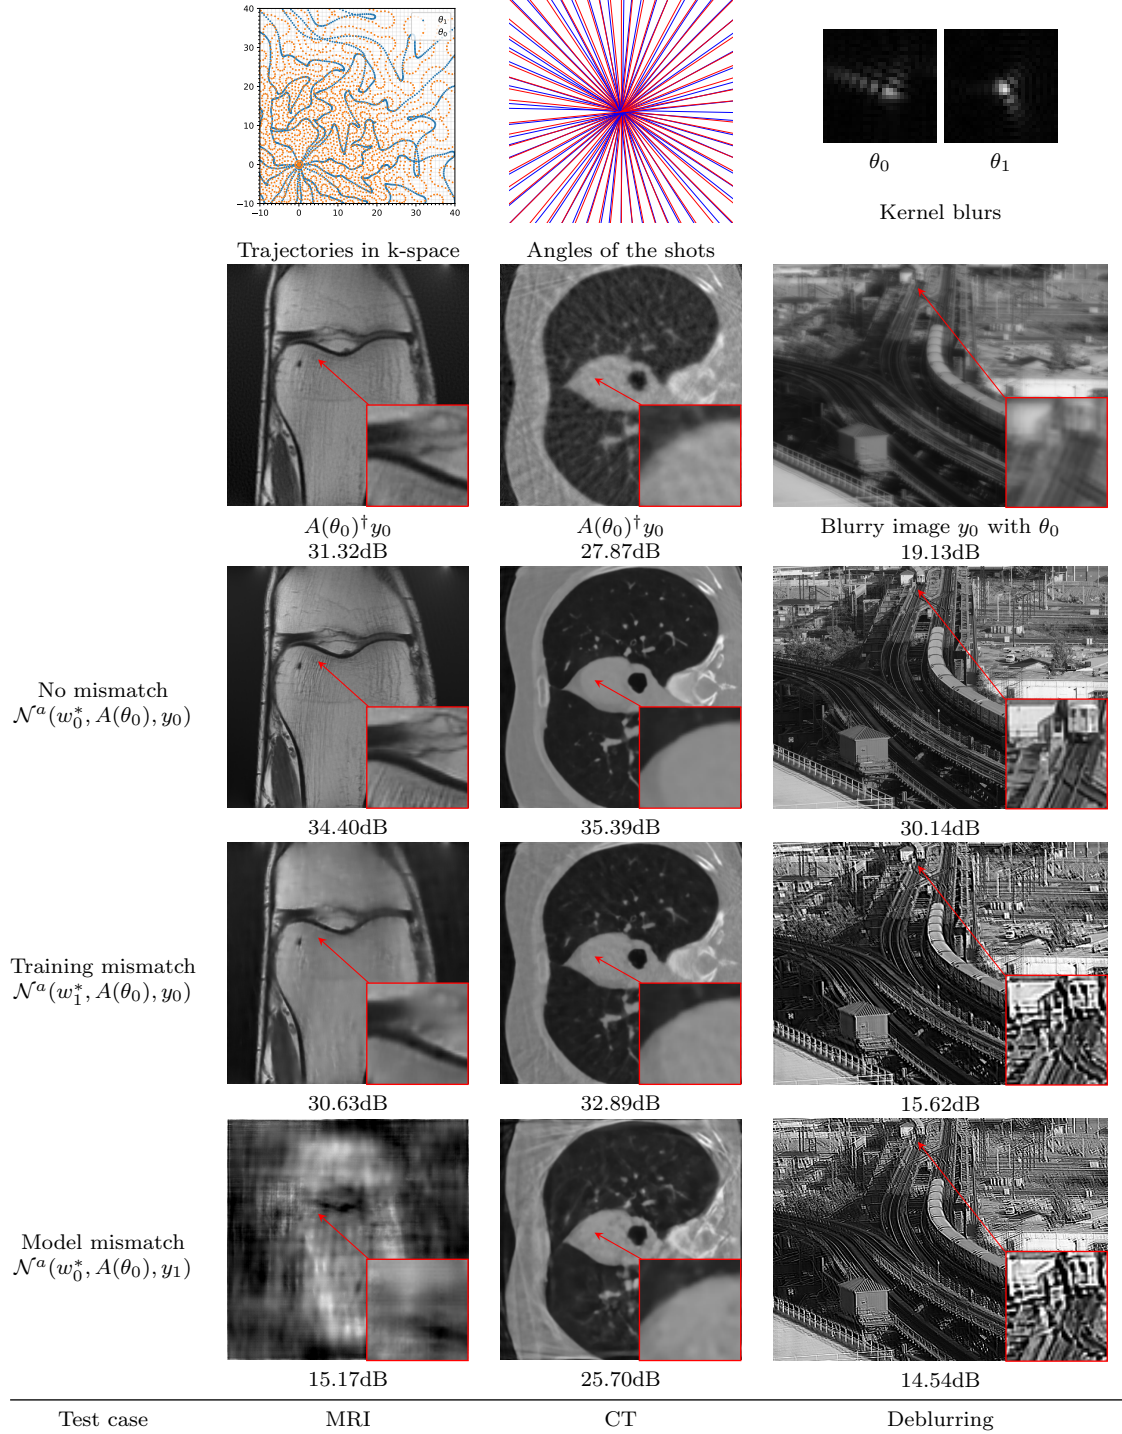 40
30
20
10
0
−10
−10 0 10 20 30 40
θ₁
θ₀
θ₀ θ₁
Kernel blurs
Trajectories in k-space
Angles of the shots
A(θ₀)†y₀
31.32dB
A(θ₀)†y₀
27.87dB
Blurry image y₀ with θ₀
19.13dB
No mismatch
𝒩ᵃ(w₀*, A(θ₀), y₀)
34.40dB
35.39dB
30.14dB
Training mismatch
𝒩ᵃ(w₁*, A(θ₀), y₀)
30.63dB
32.89dB
15.62dB
Model mismatch
𝒩ᵃ(w₀*, A(θ₀), y₁)
15.17dB
25.70dB
14.54dB
Test case MRI CT Deblurring